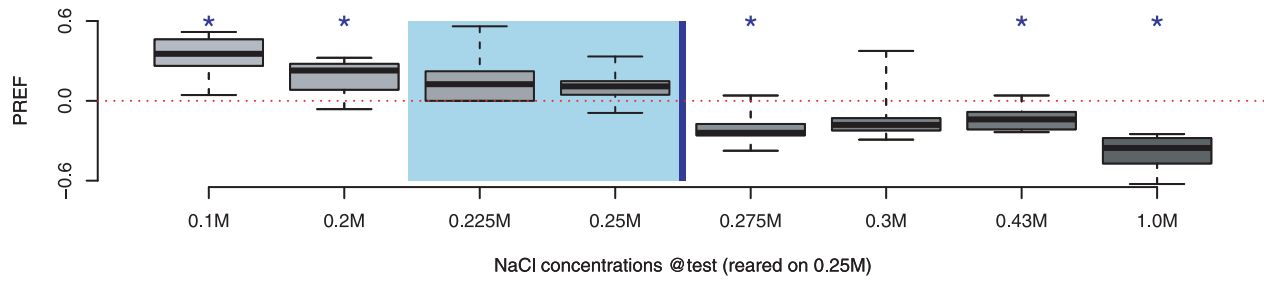 * * * * *
0.6
0.0
−0.6
PREF
0.1M 0.2M 0.225M 0.25M 0.275M 0.3M 0.43M 1.0M
NaCl concentrations @test (reared on 0.25M)